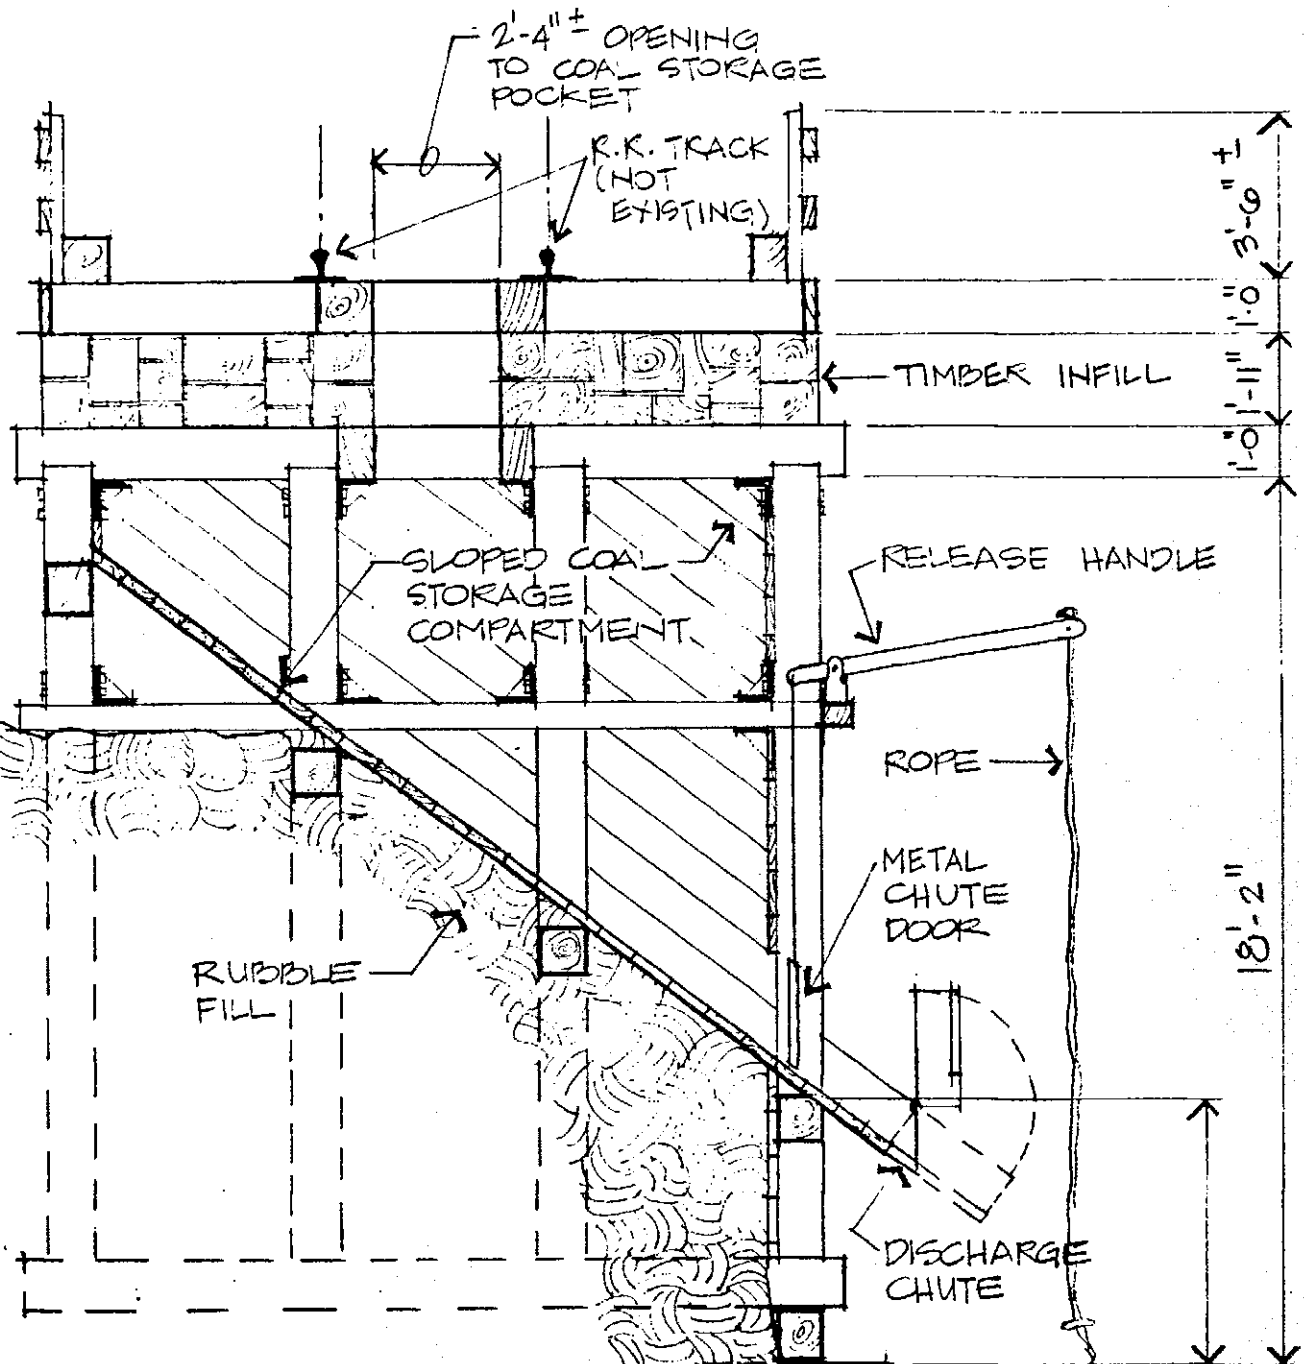 2'-4"± OPENING
TO COAL STORAGE
POCKET
R.R. TRACK
(NOT
EXISTING)
3'-6"±
1'-0"
1'-11"
1'-0"
TIMBER INFILL
SLOPED COAL
STORAGE
COMPARTMENT
RELEASE HANDLE
ROPE
METAL
CHUTE
DOOR
18'-2"
RUBBLE
FILL
DISCHARGE
CHUTE